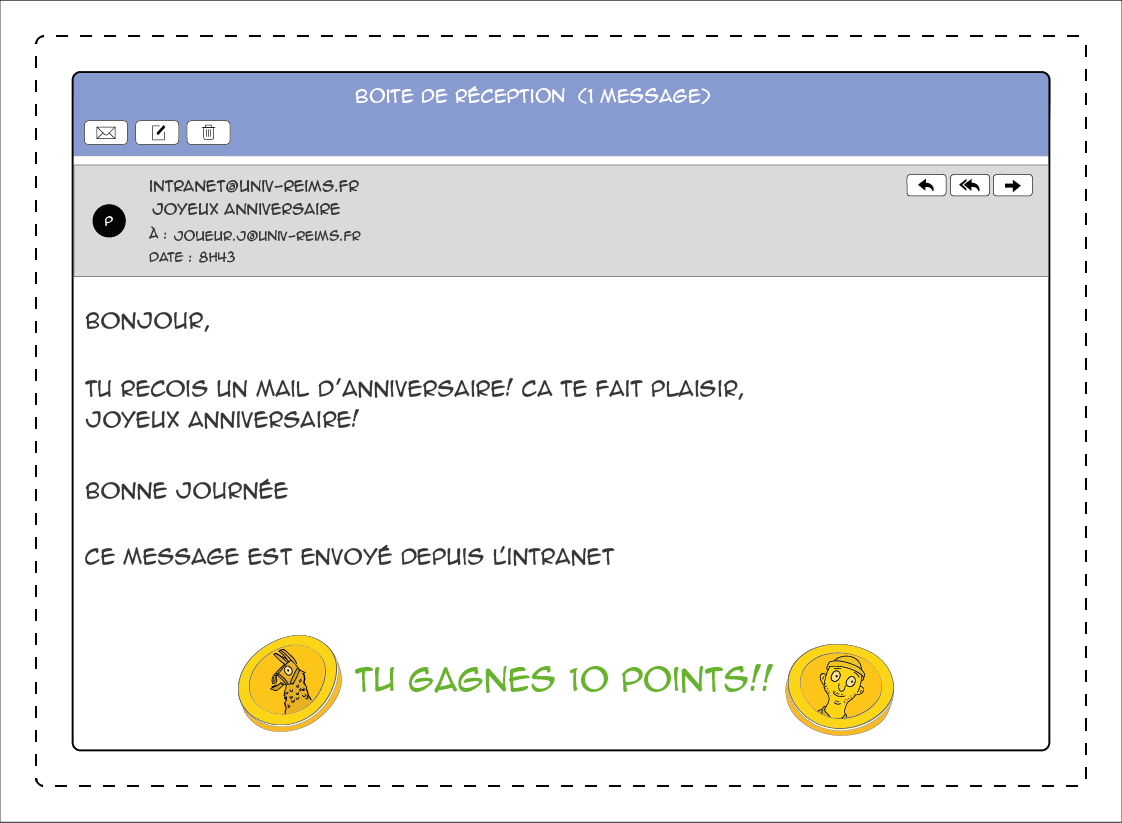 BOITE DE RÉCEPTION (1 MESSAGE)
INTRANET@UNIV-REIMS.FR
JOYEUX ANNIVERSAIRE
P
À : JOUEUR.J@UNIV-REIMS.FR
DATE : 8H43
BONJOUR,
TU RECOIS UN MAIL D'ANNIVERSAIRE! CA TE FAIT PLAISIR,
JOYEUX ANNIVERSAIRE!
BONNE JOURNÉE
CE MESSAGE EST ENVOYÉ DEPUIS L'INTRANET
TU GAGNES 10 POINTS!!